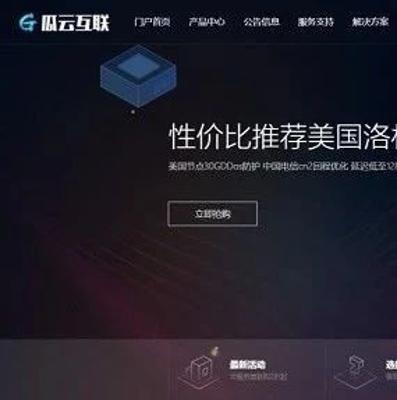 瓜云互联 门户首页 产品中心 公告信息 服务支持 解决方案
性价比推荐美国洛
美国节点30GDDos防护 中国电信cn2回程优化 延迟低至12
立即抢购
最新活动
选